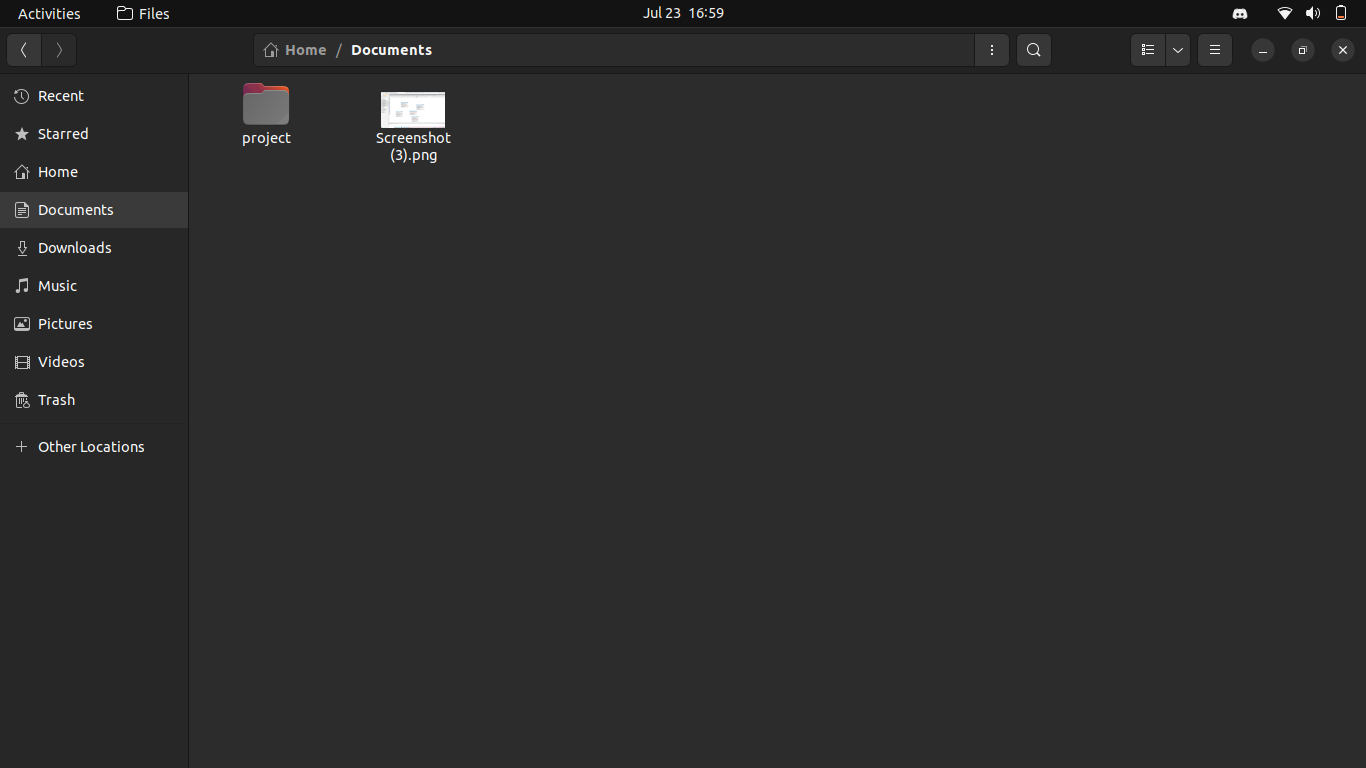 Activities
Files
Jul 23 16:59
Home / Documents
Recent
Starred
Home
Documents
Downloads
Music
Pictures
Videos
Trash
Other Locations
project
Screenshot
(3).png